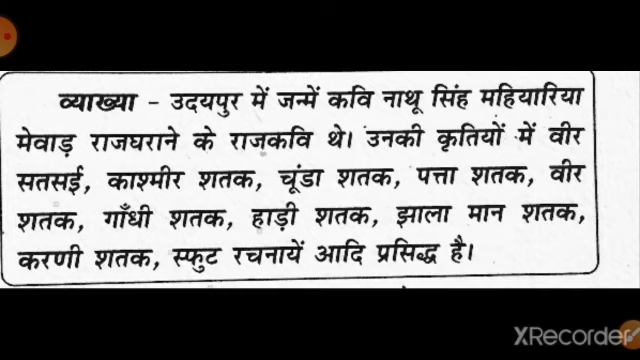 व्याख्या - उदयपुर में जन्में कवि नाथू सिंह महियारिया
मेवाड़ राजघराने के राजकवि थे। उनकी कृतियों में वीर
सतसई, काश्मीर शतक, चूंडा शतक, पत्ता शतक, वीर
शतक, गाँधी शतक, हाड़ी शतक, झाला मान शतक,
करणी शतक, स्फुट रचनायें आदि प्रसिद्ध है।
XRecorder